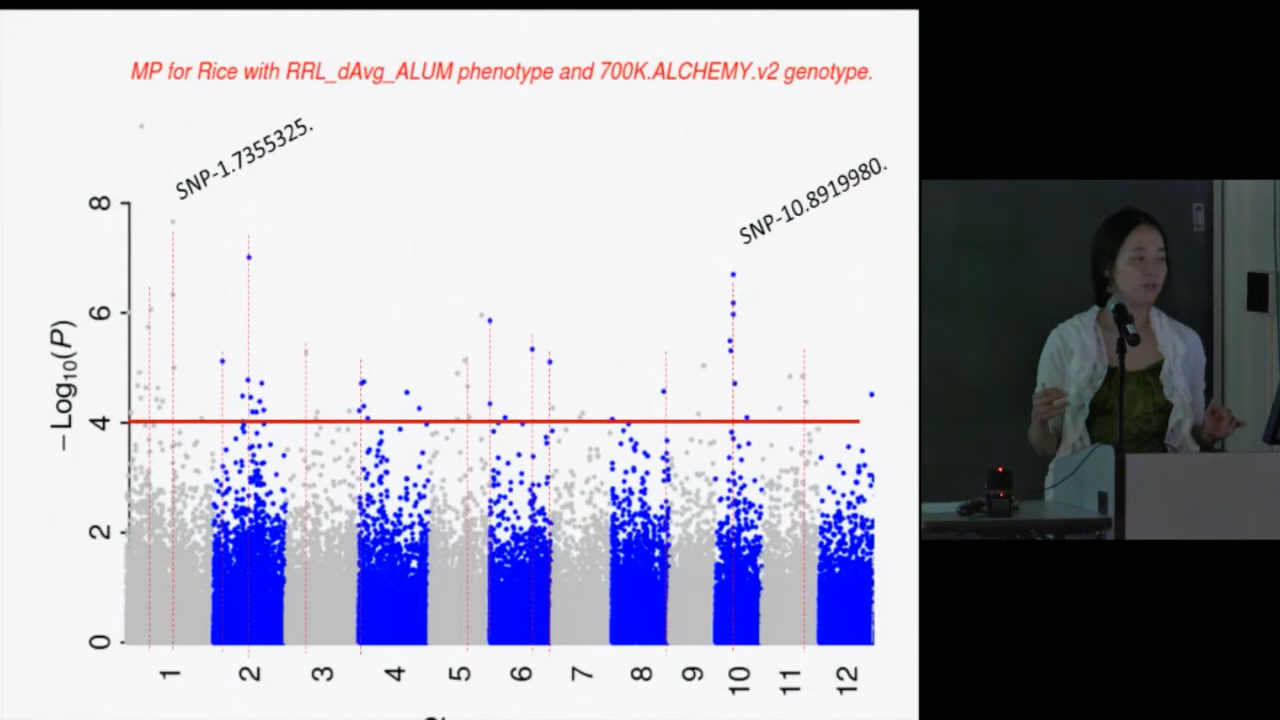 MP for Rice with RRL_dAvg_ALUM phenotype and 700K.ALCHEMY.v2 genotype.
SNP-1.7355325.
SNP-10.8919980.
8
6
4
2
0
−Log10(P)
1 2 3 4 5 6 7 8 9 10 11 12